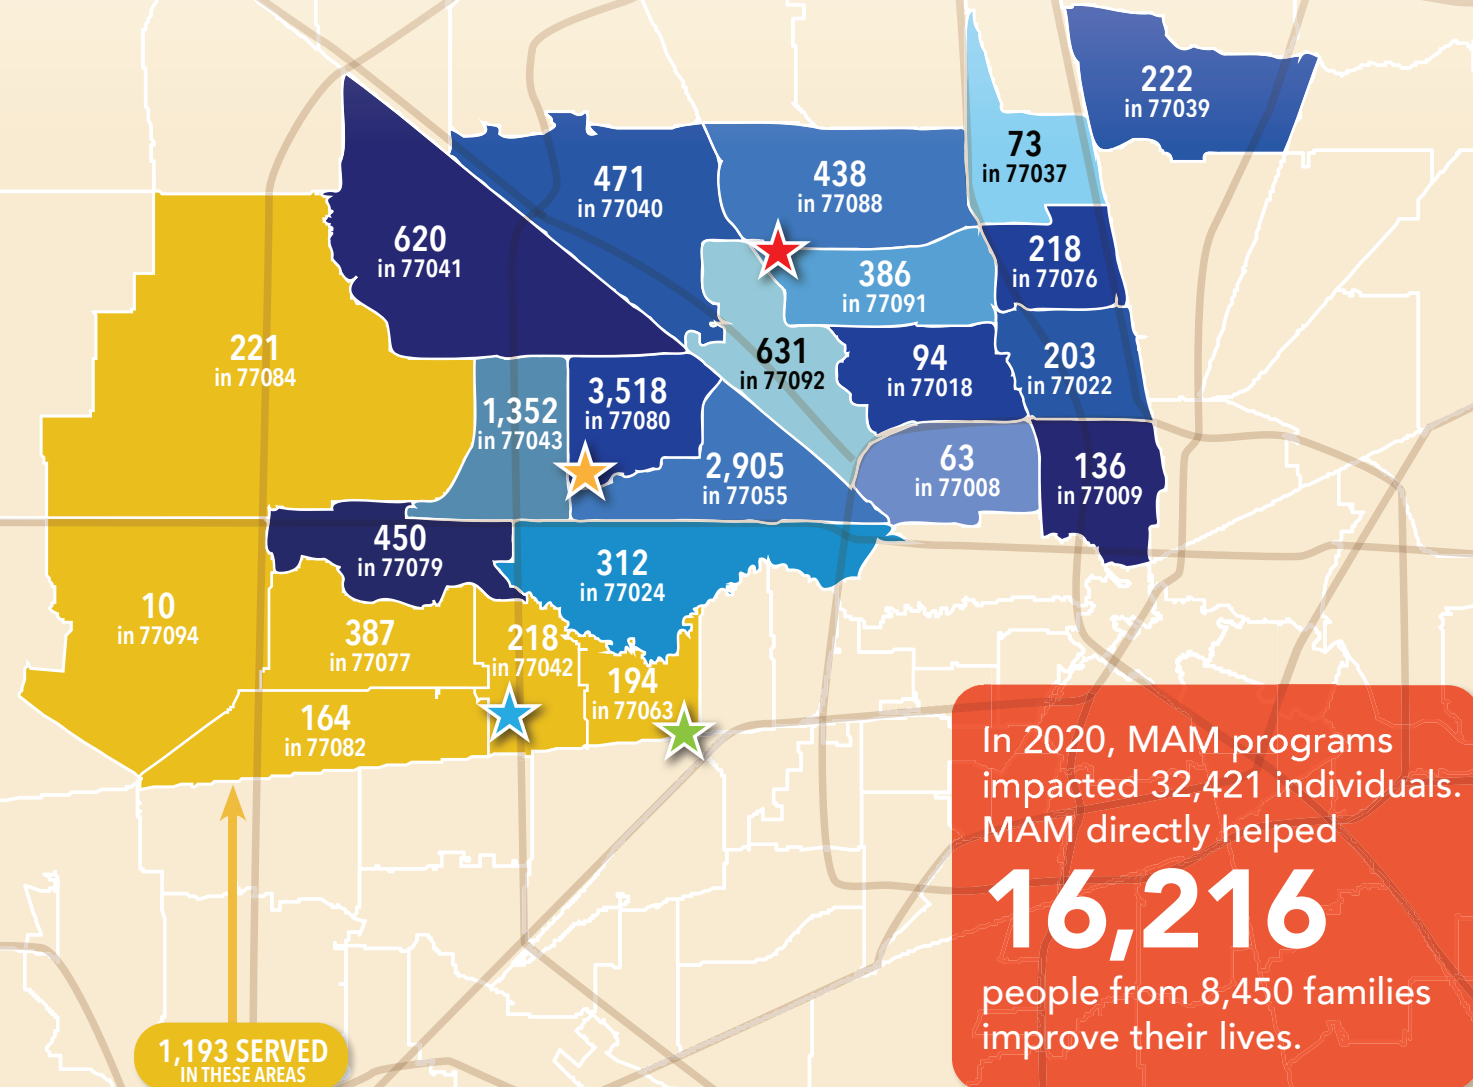 222
in 77039
73
in 77037
471
in 77040
438
in 77088
620
in 77041
218
in 77076
386
in 77091
221
in 77084
631
in 77092
94
in 77018
203
in 77022
1,352
in 77043
3,518
in 77080
2,905
in 77055
63
in 77008
136
in 77009
450
in 77079
312
in 77024
10
in 77094
387
in 77077
218
in 77042
194
in 77063
164
in 77082
In 2020, MAM programs
impacted 32,421 individuals.
MAM directly helped
16,216
people from 8,450 families
improve their lives.
1,193 SERVED
IN THESE AREAS